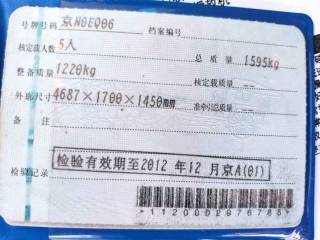 号牌号码 京N0EQ06 档案编号
核定载人数 5人 总质量 1595kg
整备质量 1220kg 核定载质量 --
外廓尺寸 4687×1700×1450mm 准牵引总质量 --
备注
检验记录 检验有效期至2012年12月京A(01)
*1120002976785*